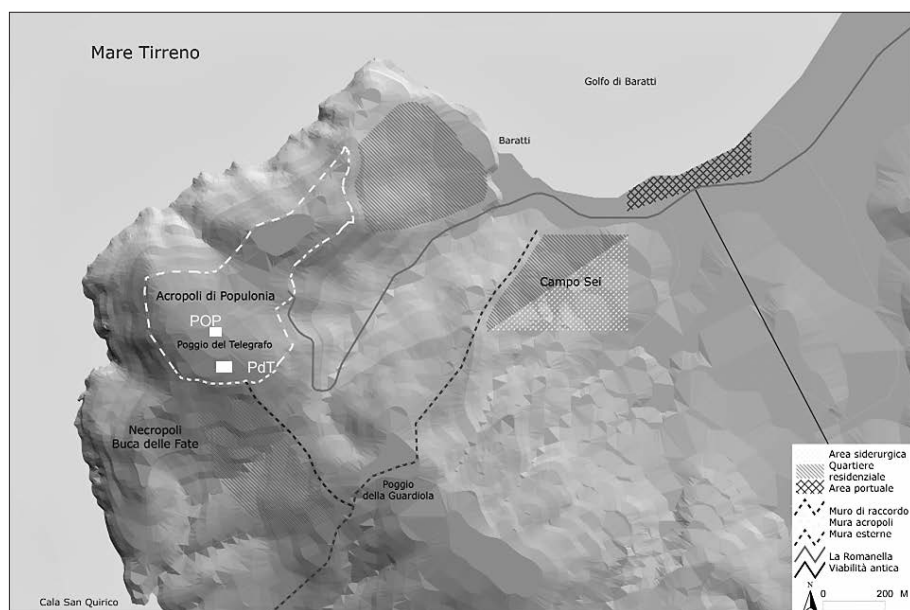 Mare Tirreno
Golfo di Baratti
Baratti
Campo Sei
Acropoli di Populonia
POP
Poggio del Telegrafo
PdT
Necropoli
Buca delle Fate
Poggio
della Guardiola
Cala San Quirico
Area siderurgica
Quartiere
residenziale
Area portuale
Muro di raccordo
Mura acropoli
Mura esterne
La Romanella
Viabilità antica
N
0 200 M